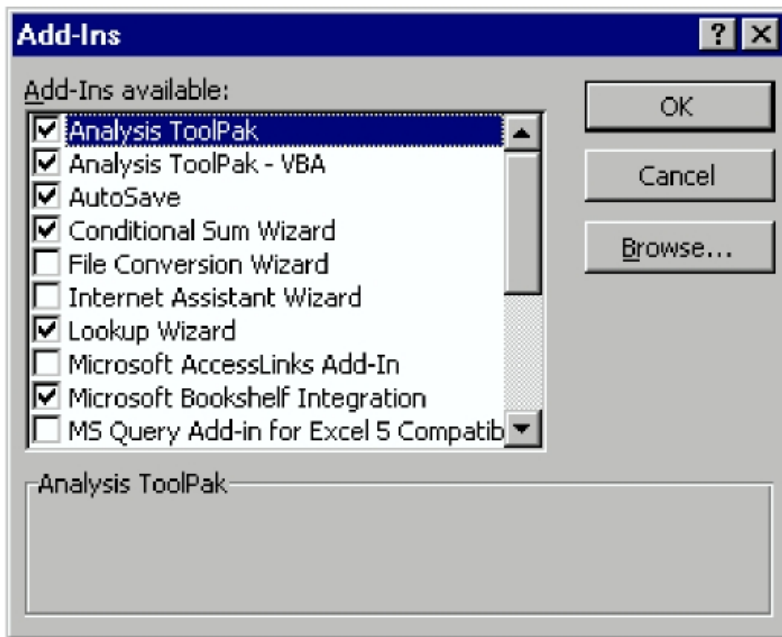 Add-Ins
Add-Ins available:
Analysis ToolPak
Analysis ToolPak - VBA
AutoSave
Conditional Sum Wizard
File Conversion Wizard
Internet Assistant Wizard
Lookup Wizard
Microsoft AccessLinks Add-In
Microsoft Bookshelf Integration
MS Query Add-in for Excel 5 Compatib
OK
Cancel
Browse...
Analysis ToolPak